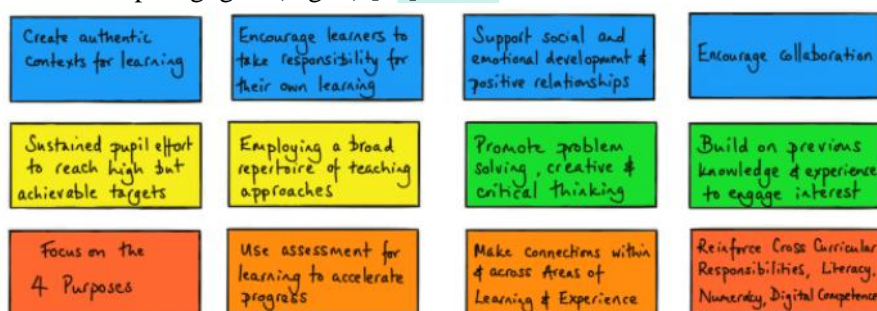 Create authentic
contexts for learning
Encourage learners to
take responsibility for
their own learning
Support social and
emotional development &
positive relationships
Encourage collaboration
Sustained pupil effort
to reach high but
achievable targets
Employing a broad
repertoire of teaching
approaches
Promote problem
solving, creative &
critical thinking
Build on previous
knowledge & experience
to engage interest
Focus on the
4 Purposes
Use assessment for
learning to accelerate
progress
Make connections within
& across Areas of
Learning & Experience
Reinforce Cross Curricular
Responsibilities, Literacy,
Numeracy, Digital Competence